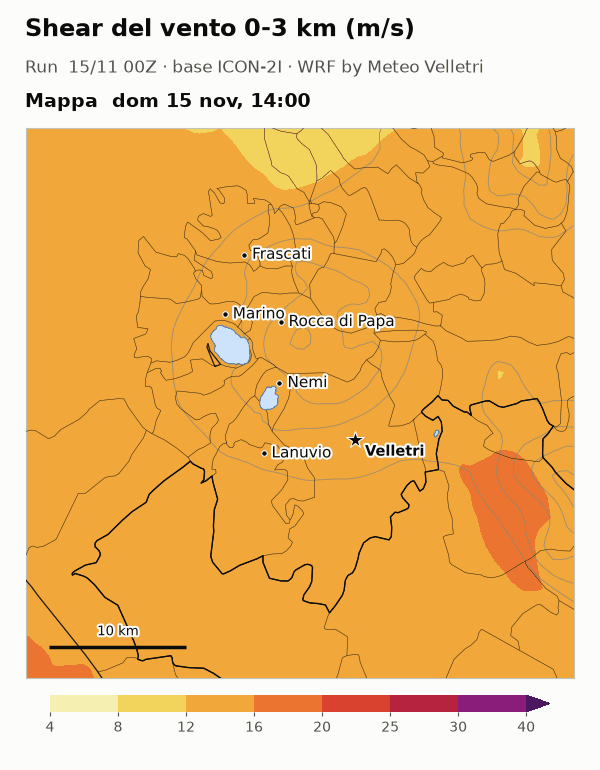 Shear del vento 0-3 km (m/s)
Run  15/11 00Z · base ICON-2I · WRF by Meteo Velletri
Mappa  dom 15 nov, 14:00
Frascati
Marino
Rocca di Papa
Nemi
Velletri
Lanuvio
10 km
4 8 12 16 20 25 30 40